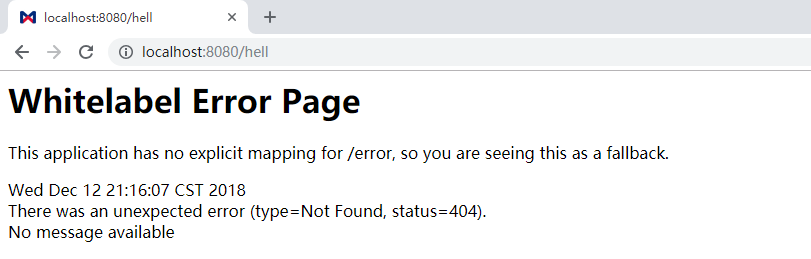 localhost:8080/hell
localhost:8080/hell
Whitelabel Error Page
This application has no explicit mapping for /error, so you are seeing this as a fallback.
Wed Dec 12 21:16:07 CST 2018
There was an unexpected error (type=Not Found, status=404).
No message available